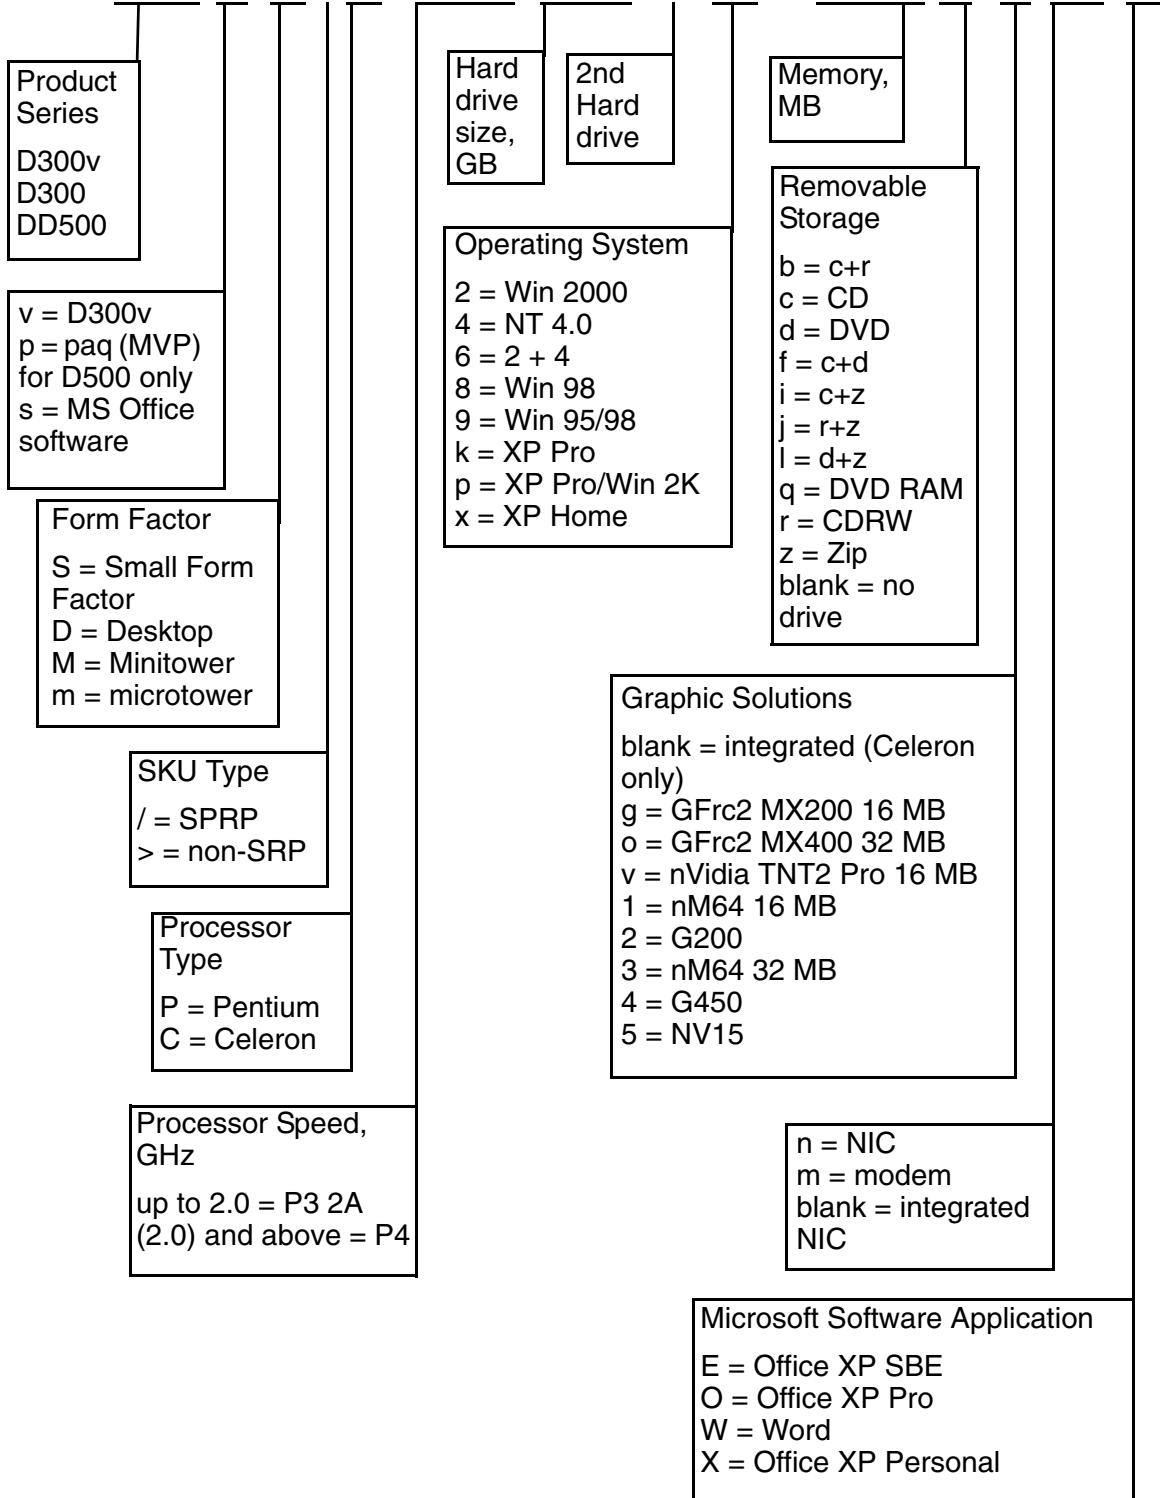 Product
Series
D300v
D300
DD500
v = D300v
p = paq (MVP)
for D500 only
s = MS Office
software
Form Factor
S = Small Form
Factor
D = Desktop
M = Minitower
m = microtower
SKU Type
/ = SPRP
> = non-SRP
Processor
Type
P = Pentium
C = Celeron
Processor Speed,
GHz
up to 2.0 = P3 2A
(2.0) and above = P4
Hard
drive
size,
GB
2nd
Hard
drive
Operating System
2 = Win 2000
4 = NT 4.0
6 = 2 + 4
8 = Win 98
9 = Win 95/98
k = XP Pro
p = XP Pro/Win 2K
x = XP Home
Memory,
MB
Removable
Storage
b = c+r
c = CD
d = DVD
f = c+d
i = c+z
j = r+z
l = d+z
q = DVD RAM
r = CDRW
z = Zip
blank = no
drive
Graphic Solutions
blank = integrated (Celeron
only)
g = GFrc2 MX200 16 MB
o = GFrc2 MX400 32 MB
v = nVidia TNT2 Pro 16 MB
1 = nM64 16 MB
2 = G200
3 = nM64 32 MB
4 = G450
5 = NV15
n = NIC
m = modem
blank = integrated
NIC
Microsoft Software Application
E = Office XP SBE
O = Office XP Pro
W = Word
X = Office XP Personal